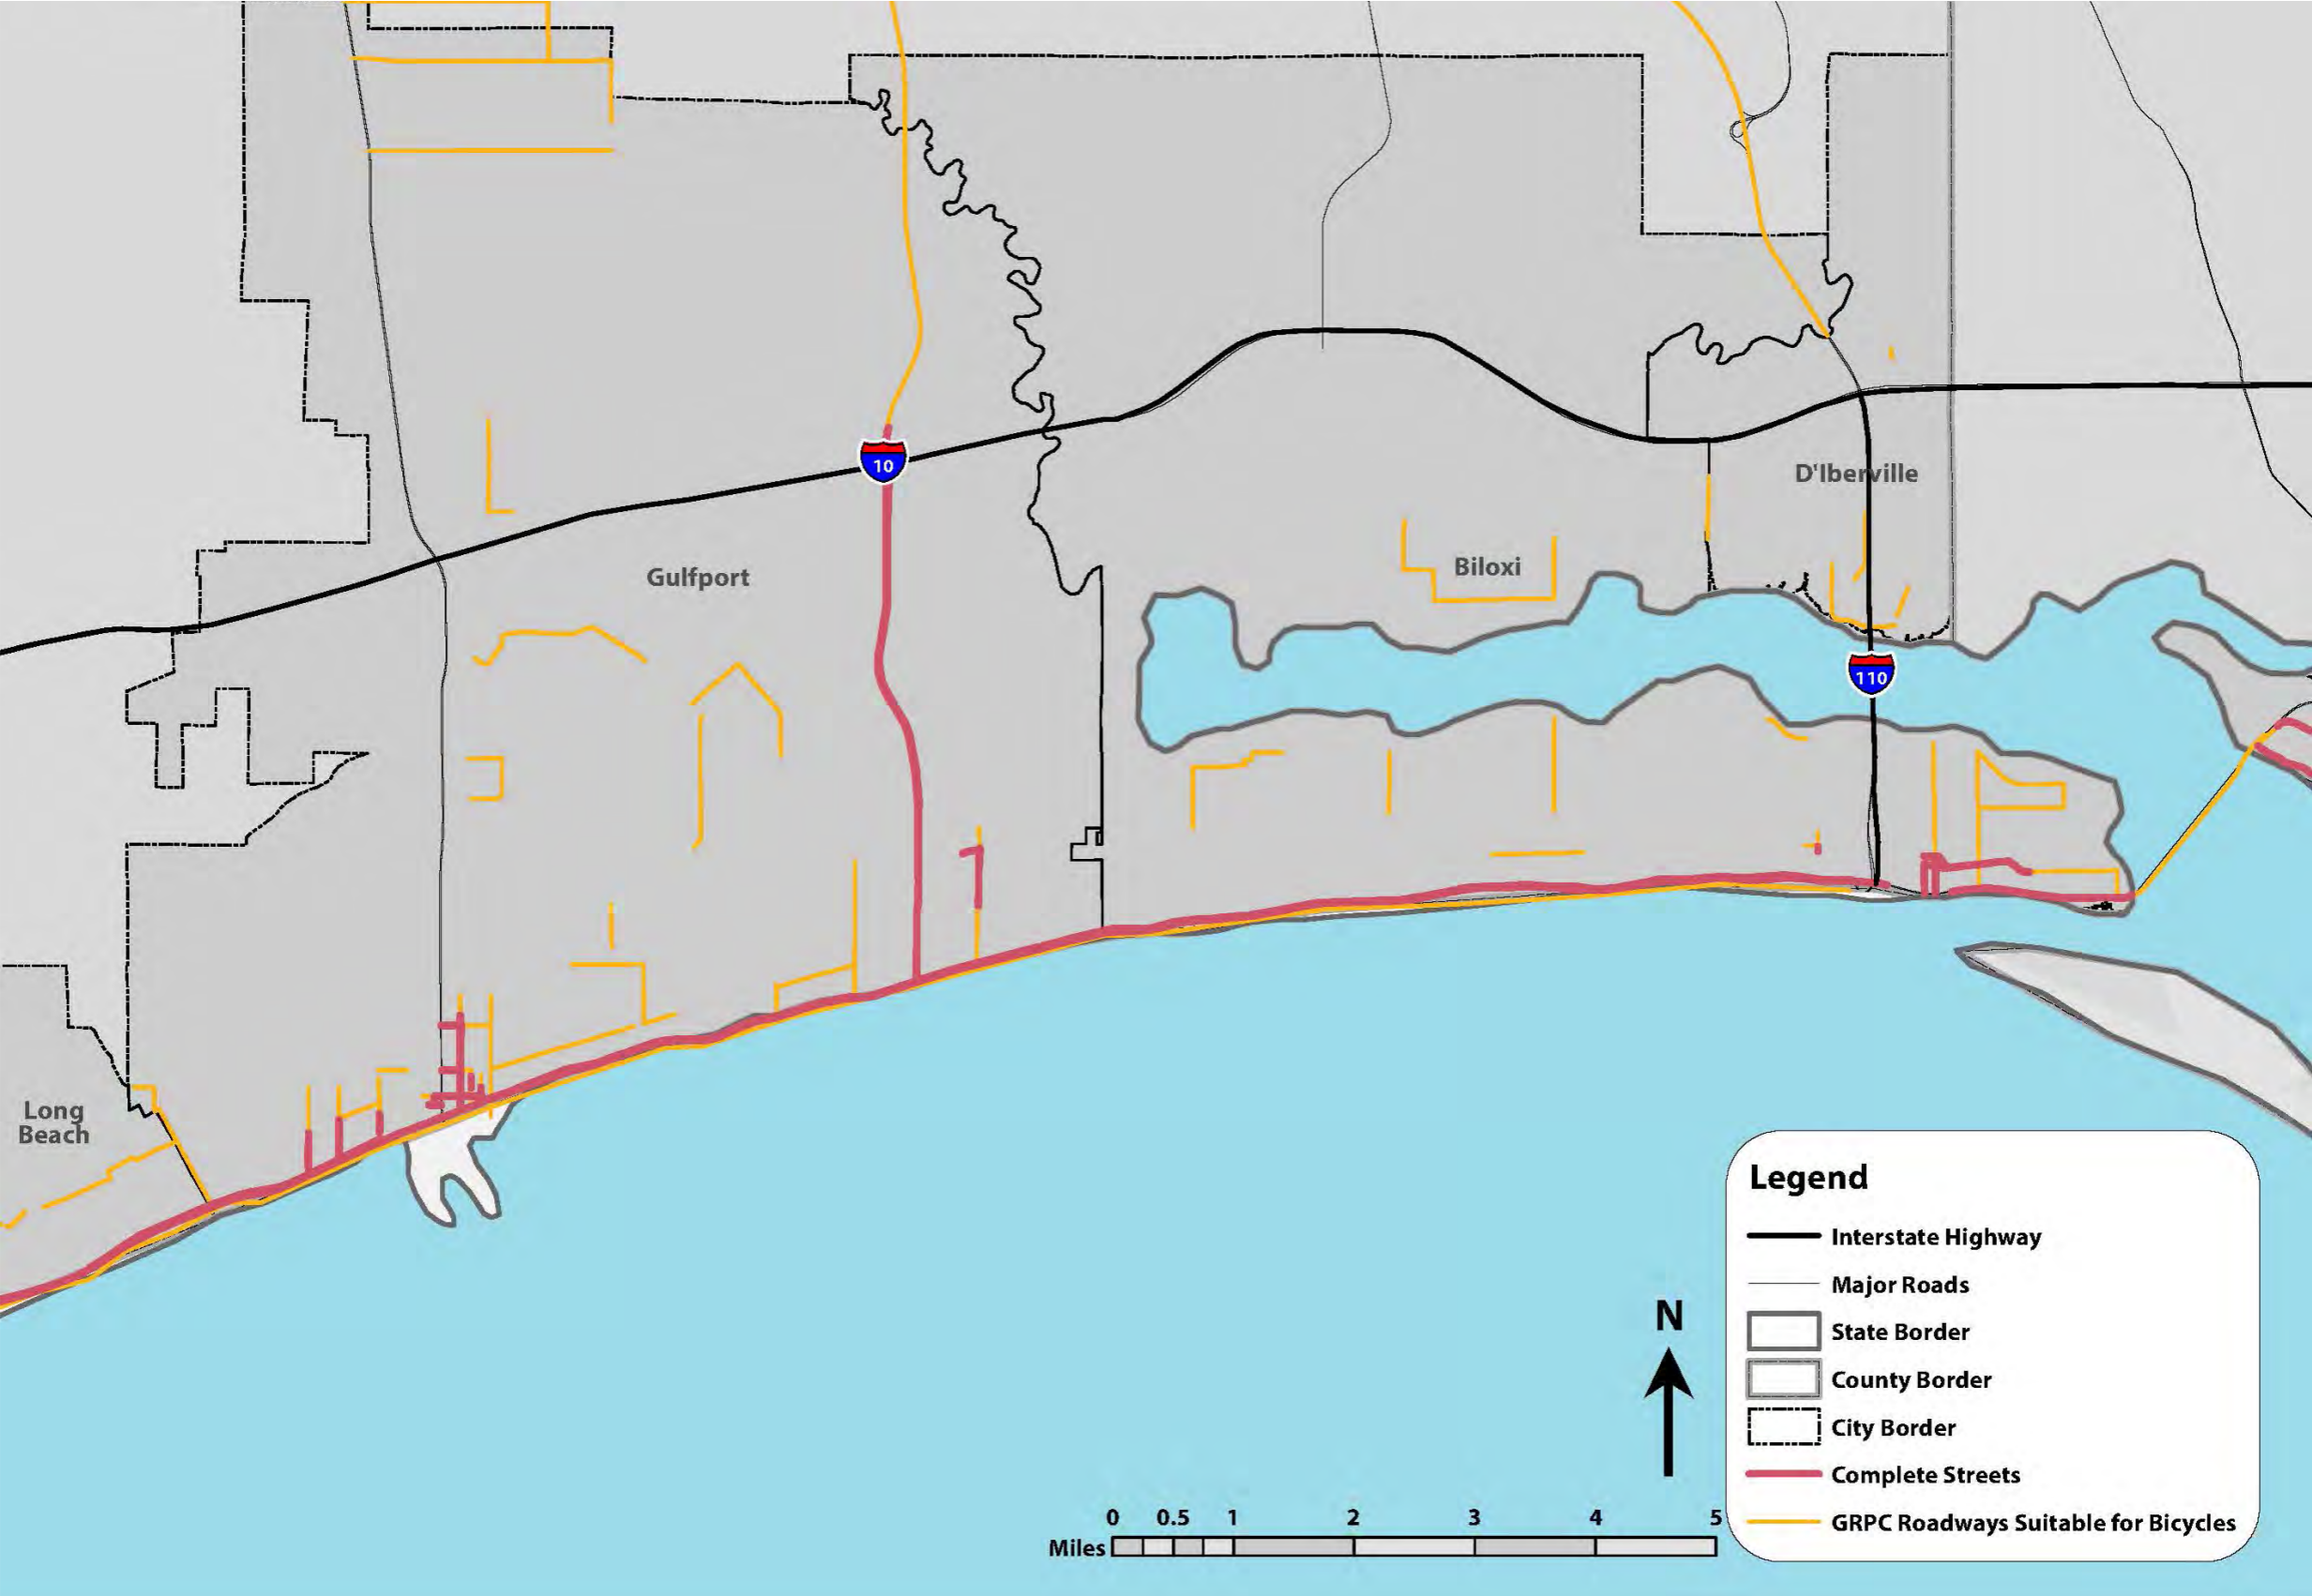 10
D'Iberville
Gulfport
Biloxi
110
Long
Beach
Legend
Interstate Highway
Major Roads
State Border
County Border
City Border
Complete Streets
GRPC Roadways Suitable for Bicycles
N
0 0.5 1 2 3 4 5
Miles